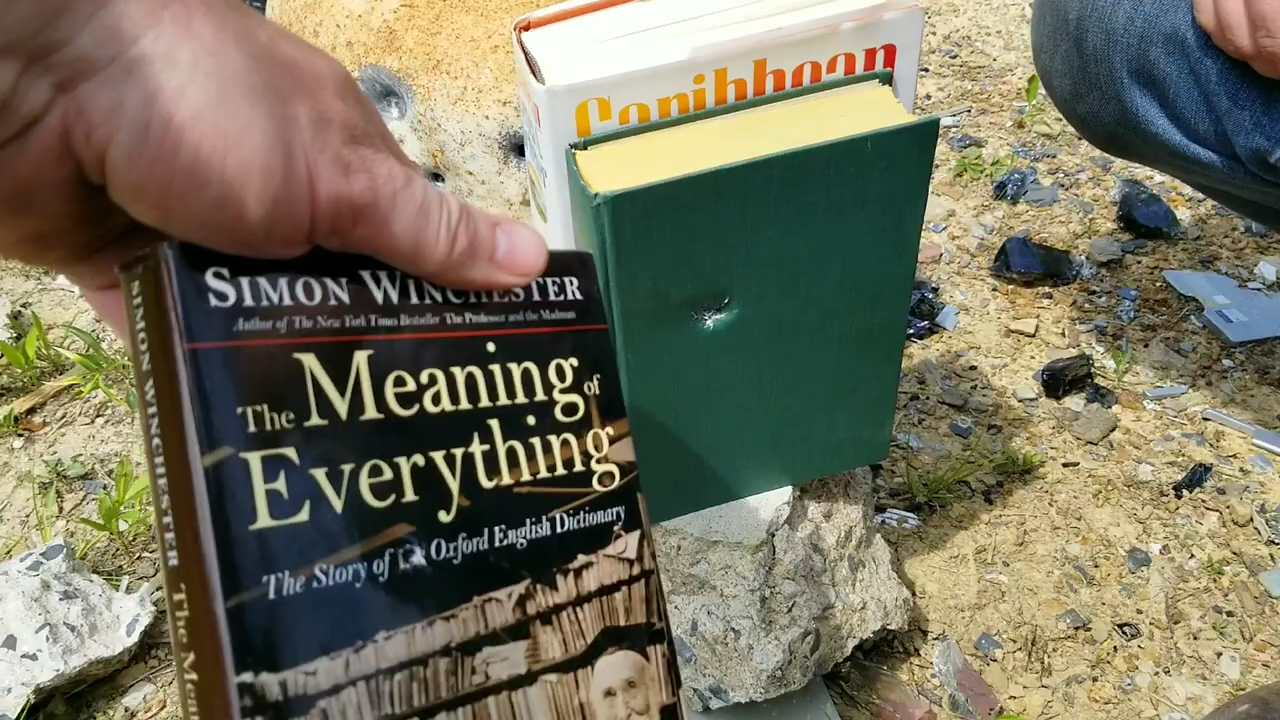 Caribbean
SIMON WINCHESTER
Author of The New York Times Bestseller The Professor and the Madman
The Meaning of
Everything
The Story of Oxford English Dictionary
SIMON WINCHESTER The